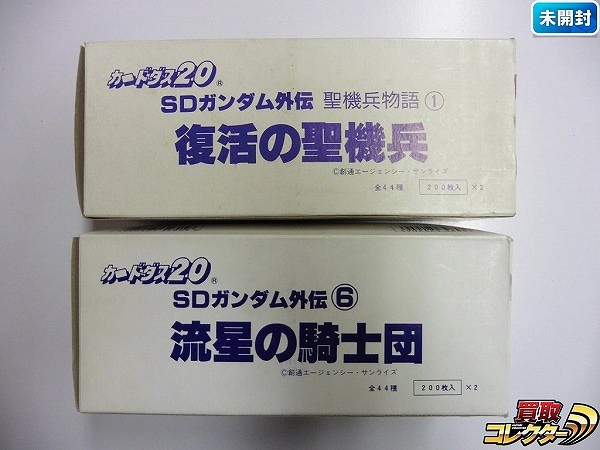 未開封
カードダス20®
SDガンダム外伝 聖機兵物語①
復活の聖機兵
©創通エージェンシー・サンライズ
全44種 200枚入 ×2
カードダス20®
SDガンダム外伝⑥
流星の騎士団
©創通エージェンシー・サンライズ
全44種 200枚入 ×2
買取
コレクター